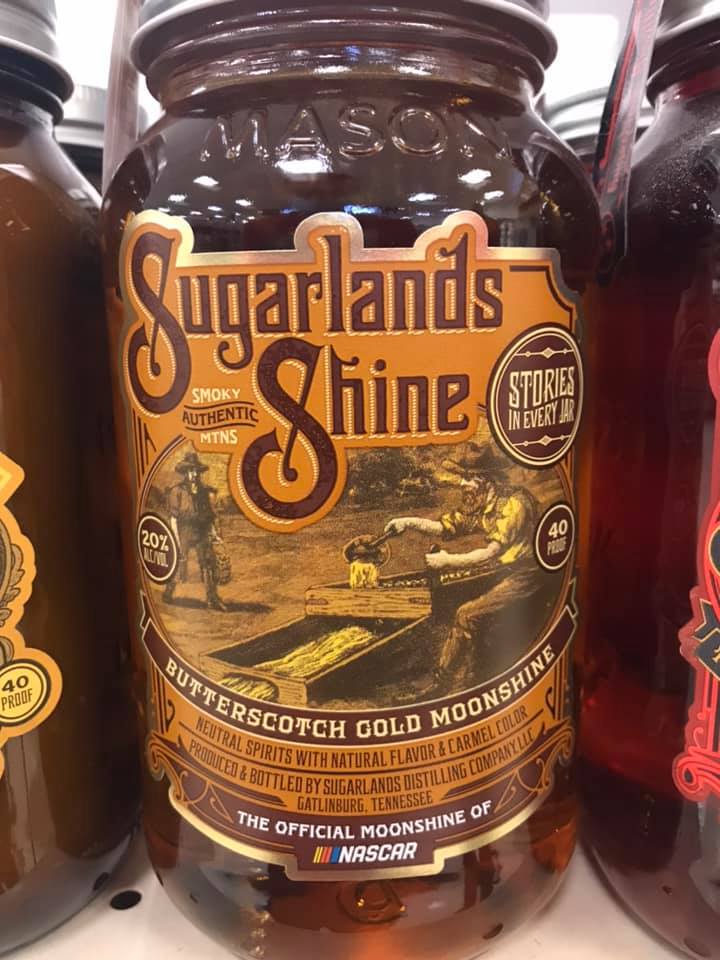 MASON
Sugarlands
Shine
SMOKY
AUTHENTIC
MTNS
STORIES
IN EVERY JAR
20%
ALC/VOL
40
PROOF
BUTTERSCOTCH GOLD MOONSHINE
NEUTRAL SPIRITS WITH NATURAL FLAVOR & CARMEL COLOR
PRODUCED & BOTTLED BY SUGARLANDS DISTILLING COMPANY, LLC
GATLINBURG, TENNESSEE
THE OFFICIAL MOONSHINE OF
NASCAR
40
PROOF